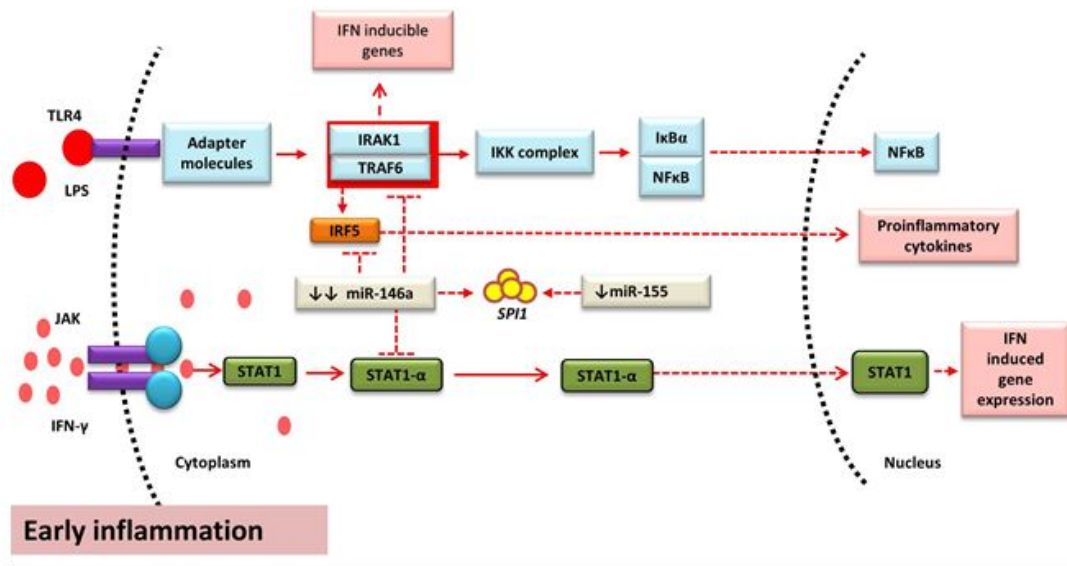 IFN inducible
genes
TLR4
LPS
Adapter
molecules
IRAK1
TRAF6
IKK complex
IκBα
NFκB
NFκB
IRF5
Proinflammatory
cytokines
↓↓ miR-146a
SPI1
↓miR-155
JAK
IFN-γ
STAT1
STAT1-α
STAT1-α
STAT1
IFN
induced
gene
expression
Cytoplasm
Nucleus
Early inflammation